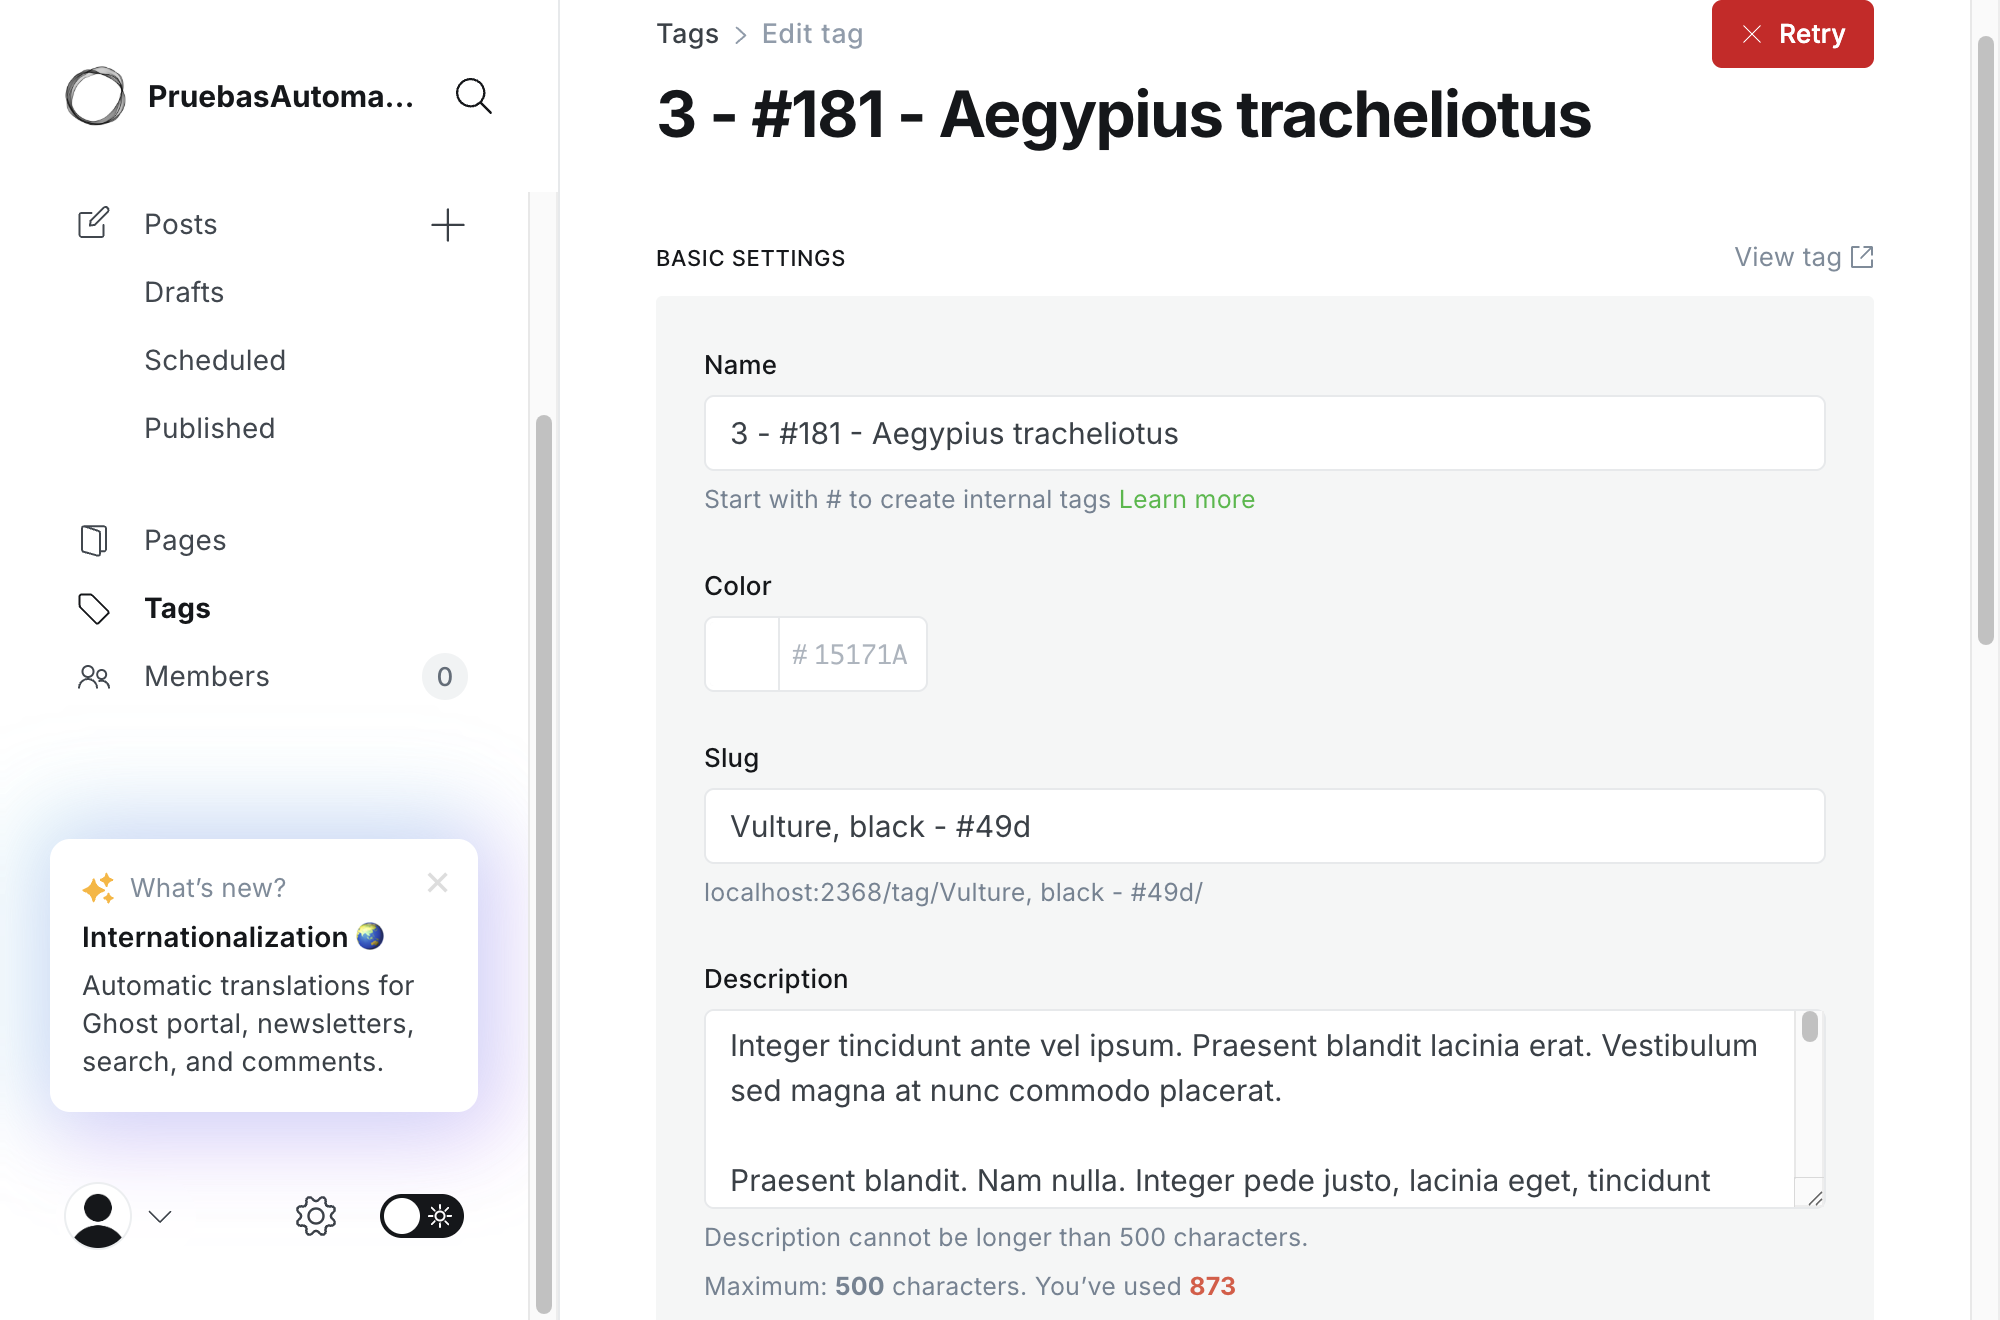 PruebasAutoma...
Posts
Drafts
Scheduled
Published
Pages
Tags
Members
0
What's new?
Internationalization
Automatic translations for
Ghost portal, newsletters,
search, and comments.
Tags > Edit tag
Retry
3 - #181 - Aegypius tracheliotus
BASIC SETTINGS
View tag
Name
3 - #181 - Aegypius tracheliotus
Start with # to create internal tags Learn more
Color
# 15171A
Slug
Vulture, black - #49d
localhost:2368/tag/Vulture, black - #49d/
Description
Integer tincidunt ante vel ipsum. Praesent blandit lacinia erat. Vestibulum
sed magna at nunc commodo placerat.
Praesent blandit. Nam nulla. Integer pede justo, lacinia eget, tincidunt
Description cannot be longer than 500 characters.
Maximum: 500 characters. You've used 873